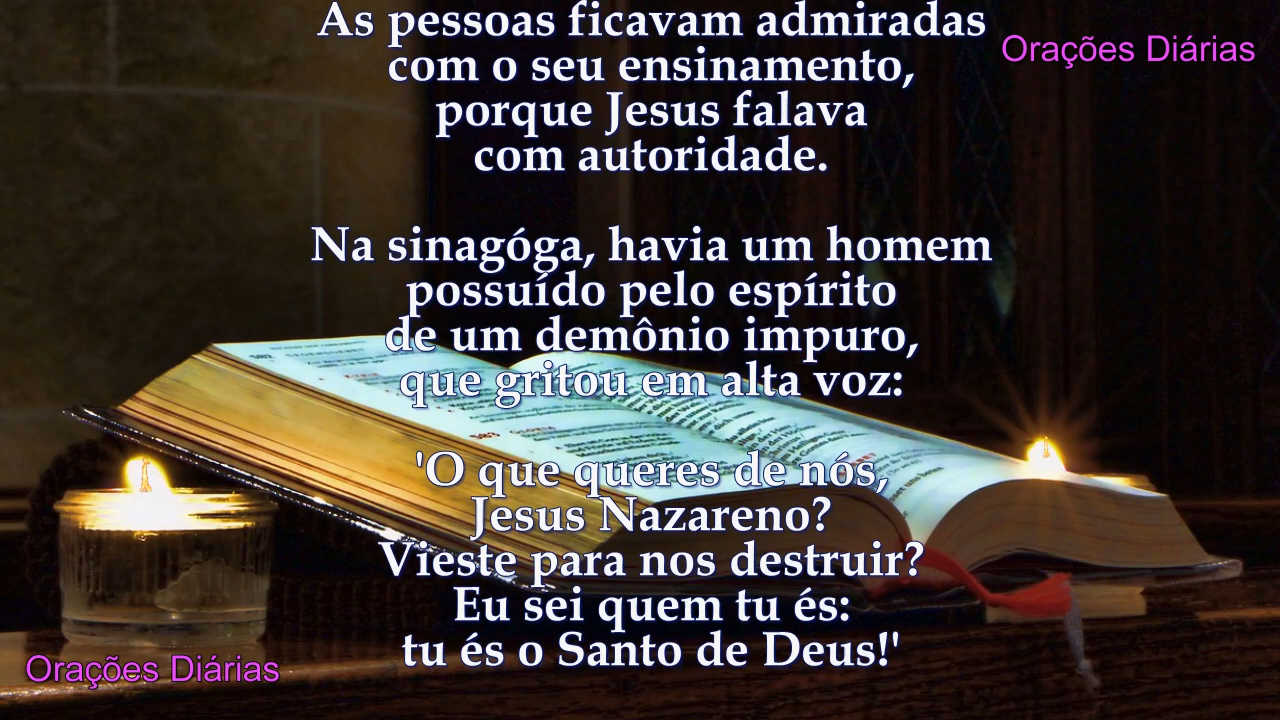 As pessoas ficavam admiradas
com o seu ensinamento,
porque Jesus falava
com autoridade.
Orações Diárias
Na sinagóga, havia um homem
possuído pelo espírito
de um demônio impuro,
que gritou em alta voz:
'O que queres de nós,
Jesus Nazareno?
Vieste para nos destruir?
Eu sei quem tu és:
tu és o Santo de Deus!'
Orações Diárias